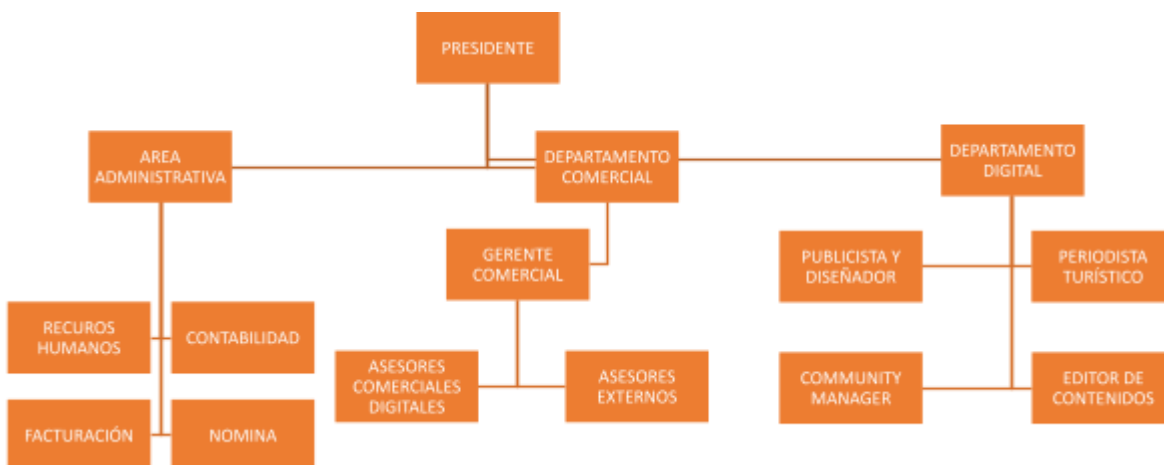 PRESIDENTE
AREA
ADMINISTRATIVA
DEPARTAMENTO
COMERCIAL
DEPARTAMENTO
DIGITAL
GERENTE
COMERCIAL
PUBLICISTA Y
DISEÑADOR
PERIODISTA
TURÍSTICO
RECUROS
HUMANOS
CONTABILIDAD
ASESORES
COMERCIALES
DIGITALES
ASESORES
EXTERNOS
COMMUNITY
MANAGER
EDITOR DE
CONTENIDOS
FACTURACIÓN
NOMINA